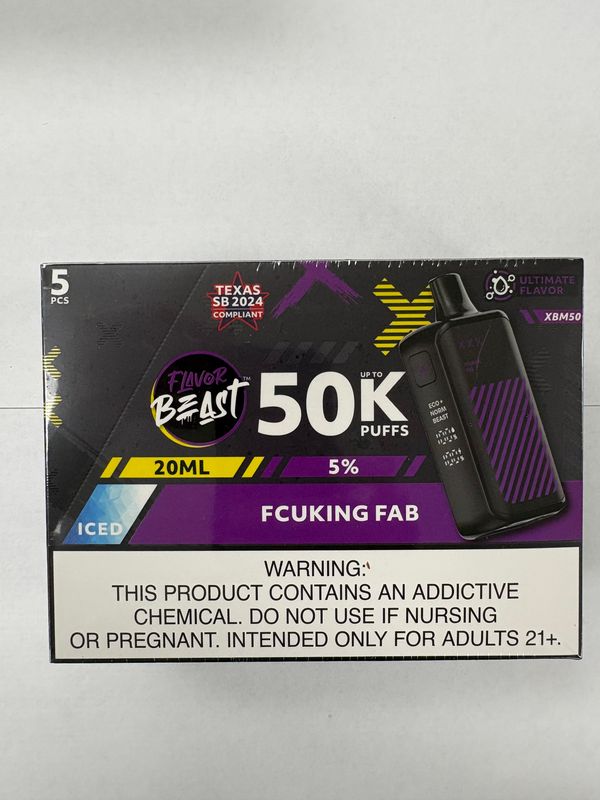 5
PCS
TEXAS
SB 2024
COMPLIANT
ULTIMATE
FLAVOR
XBM50
FLAVOR
BEAST™
50K
UP TO
PUFFS
ECO+
NORM
BEAST
20ML
5%
ICED
FCUKING FAB
WARNING:
THIS PRODUCT CONTAINS AN ADDICTIVE
CHEMICAL. DO NOT USE IF NURSING
OR PREGNANT. INTENDED ONLY FOR ADULTS 21+.